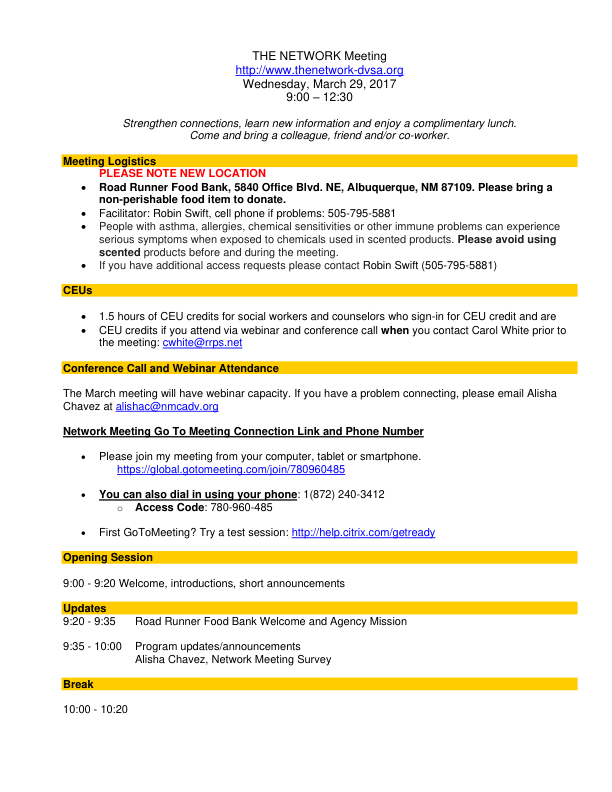 THE NETWORK Meeting
http://www.thenetwork-dvsa.org
Wednesday, March 29, 2017
9:00 – 12:30
Strengthen connections, learn new information and enjoy a complimentary lunch.
Come and bring a colleague, friend and/or co-worker.
Meeting Logistics
PLEASE NOTE NEW LOCATION
• Road Runner Food Bank, 5840 Office Blvd. NE, Albuquerque, NM 87109. Please bring a
non-perishable food item to donate.
• Facilitator: Robin Swift, cell phone if problems: 505-795-5881
• People with asthma, allergies, chemical sensitivities or other immune problems can experience
serious symptoms when exposed to chemicals used in scented products. Please avoid using
scented products before and during the meeting.
• If you have additional access requests please contact Robin Swift (505-795-5881)
CEUs
• 1.5 hours of CEU credits for social workers and counselors who sign-in for CEU credit and are
• CEU credits if you attend via webinar and conference call when you contact Carol White prior to
the meeting: cwhite@rrps.net
Conference Call and Webinar Attendance
The March meeting will have webinar capacity. If you have a problem connecting, please email Alisha
Chavez at alishac@nmcadv.org
Network Meeting Go To Meeting Connection Link and Phone Number
• Please join my meeting from your computer, tablet or smartphone.
https://global.gotomeeting.com/join/780960485
• You can also dial in using your phone: 1(872) 240-3412
o Access Code: 780-960-485
• First GoToMeeting? Try a test session: http://help.citrix.com/getready
Opening Session
9:00 - 9:20 Welcome, introductions, short announcements
Updates
9:20 - 9:35 Road Runner Food Bank Welcome and Agency Mission
9:35 - 10:00 Program updates/announcements
Alisha Chavez, Network Meeting Survey
Break
10:00 - 10:20